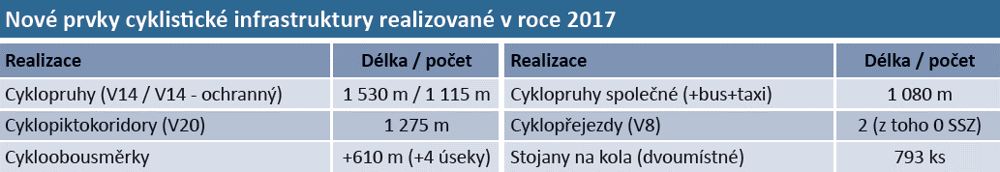 Nové prvky cyklistické infrastruktury realizované v roce 2017
Realizace Délka / počet Realizace Délka / počet
Cyklopruhy (V14 / V14 - ochranný) 1 530 m / 1 115 m Cyklopruhy společné (+bus+taxi) 1 080 m
Cyklopiktokoridory (V20) 1 275 m Cyklopřejezdy (V8) 2 (z toho 0 SSZ)
Cykloobousměrky +610 m (+4 úseky) Stojany na kola (dvoumístné) 793 ks